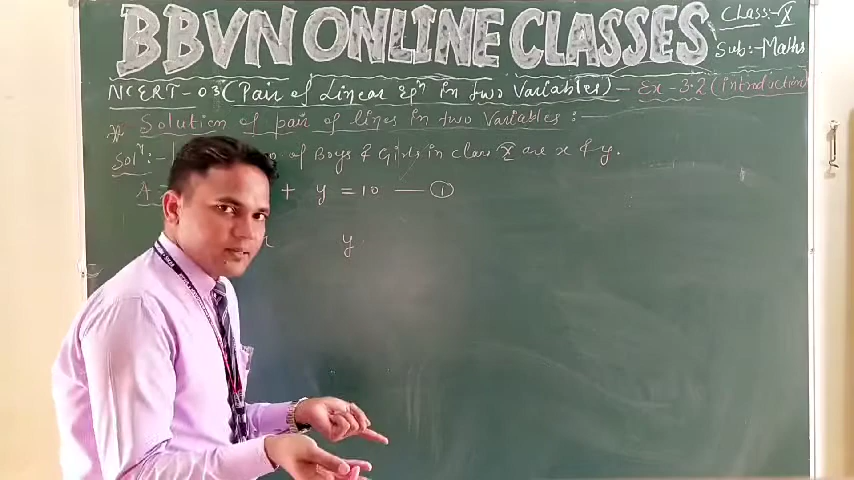 BBVN ONLINE CLASSES
Class:- X
Sub:- Maths
NCERT - 03 (Pair of Linear Eqⁿ in two Variables) - Ex - 3.2 (introduction)
Solution of pair of lines in two Variables :-
Solⁿ :- of Boys & Girls in class X are x & y.
+ y = 10 — ①
y